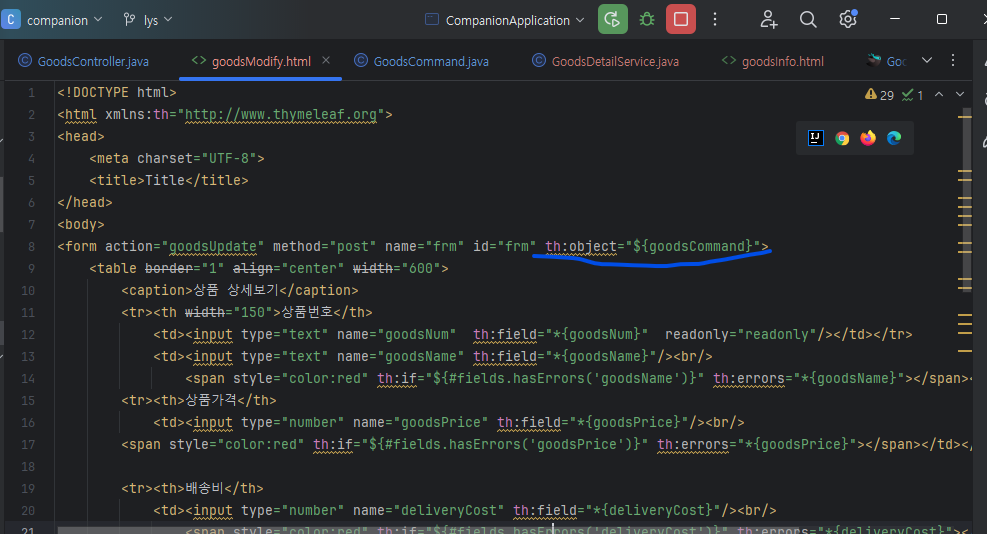 C companion lys CompanionApplication
GoodsController.java goodsModify.html GoodsCommand.java GoodsDetailService.java goodsInfo.html
29 1
1 <!DOCTYPE html>
2 <html xmlns:th="http://www.thymeleaf.org">
3 <head>
4 <meta charset="UTF-8">
5 <title>Title</title>
6 </head>
7 <body>
8 <form action="goodsUpdate" method="post" name="frm" id="frm" th:object="${goodsCommand}">
9 <table border="1" align="center" width="600">
10 <caption>상품 상세보기</caption>
11 <tr><th width="150">상품번호</th>
12 <td><input type="text" name="goodsNum"  th:field="*{goodsNum}"  readonly="readonly"/></td></tr>
13 <td><input type="text" name="goodsName" th:field="*{goodsName}"/><br/>
14 <span style="color:red" th:if="${#fields.hasErrors('goodsName')}" th:errors="*{goodsName}"></span><
15 <tr><th>상품가격</th>
16 <td><input type="number" name="goodsPrice" th:field="*{goodsPrice}"/><br/>
17 <span style="color:red" th:if="${#fields.hasErrors('goodsPrice')}" th:errors="*{goodsPrice}"></span></td></
18
19 <tr><th>배송비</th>
20 <td><input type="number" name="deliveryCost" th:field="*{deliveryCost}"/><br/>
21 <span style="color:red" th:if="${#fields.hasErrors('deliveryCost')}" th:errors="*{deliveryCost}"><